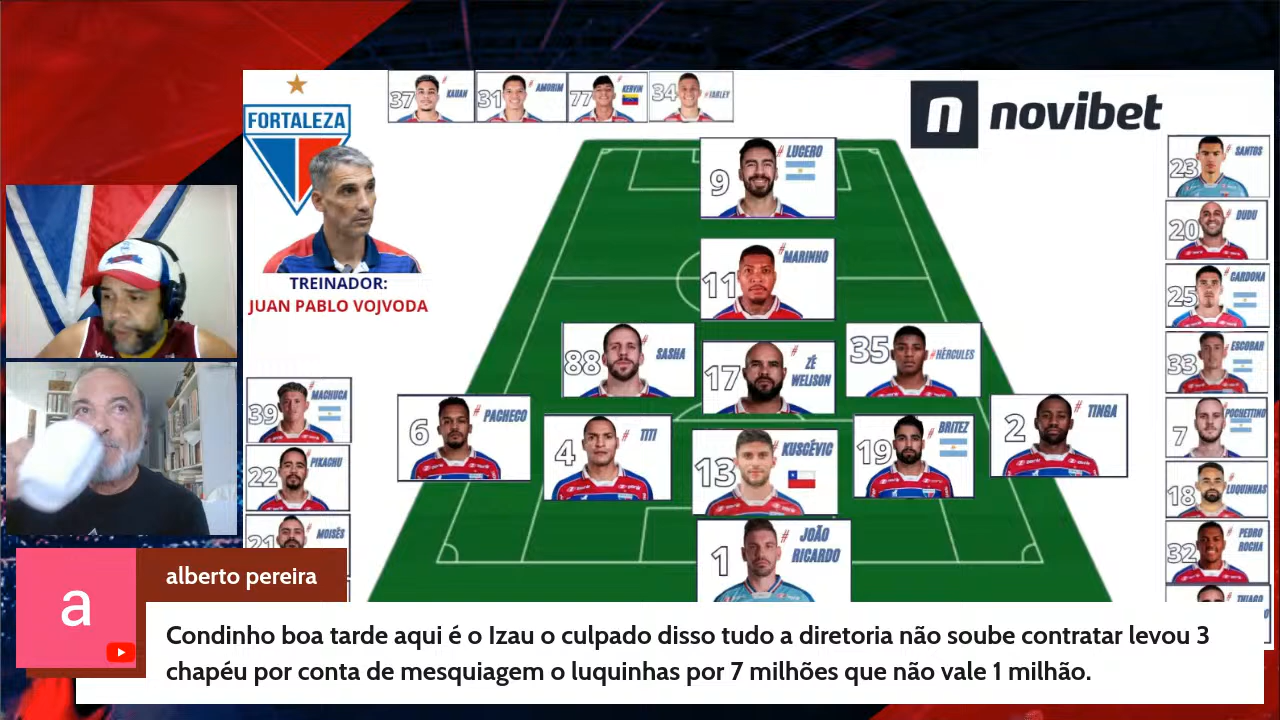 37 # KAUAN
31 # AMORIM
77 # KERVIN
34 # YARLEY
FORTALEZA
n novibet
TREINADOR:
JUAN PABLO VOJVODA
9 # LUCERO
11 # MARINHO
88 # SASHA
17 # ZÉ WELISON
35 # HÉRCULES
6 # PACHECO
4 # TITI
13 # KUSCÉVIC
19 # BRITEZ
2 # TINGA
1 # JOÃO RICARDO
39 # MACHUCA
22 # PIKACHU
21 # MOISÉS
23 # SANTOS
20 # DUDU
25 # CARDONA
33 # ESCOBAR
7 # POCHETTINO
18 # LUQUINHAS
32 # PEDRO ROCHA
# THIAGO
a
alberto pereira
Condinho boa tarde aqui é o Izau o culpado disso tudo a diretoria não soube contratar levou 3
chapéu por conta de mesquiagem o luquinhas por 7 milhões que não vale 1 milhão.